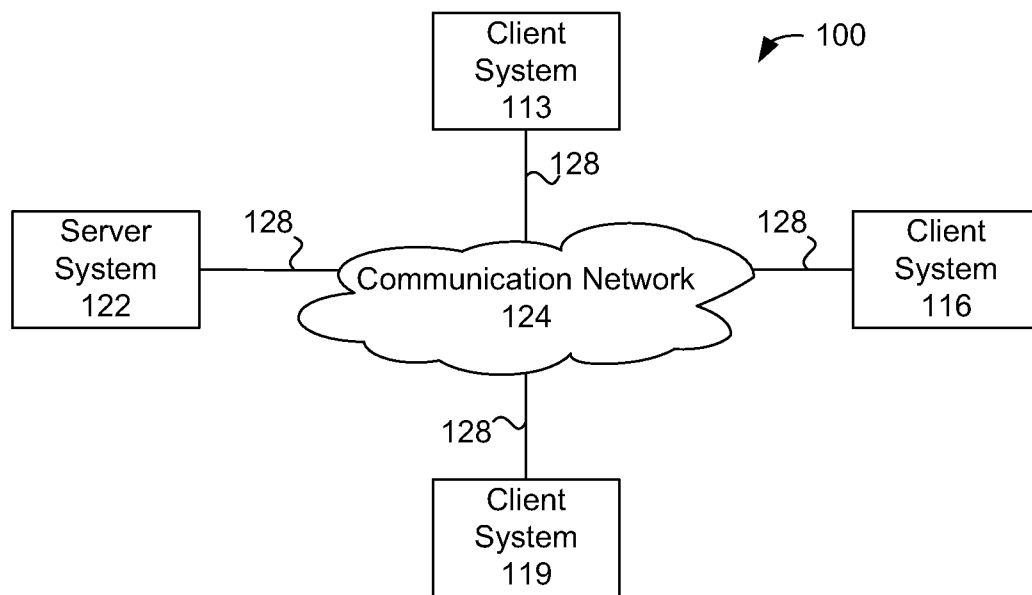 Client
System
113
100
128
Server
System
122
128
Communication Network
124
128
Client
System
116
128
Client
System
119